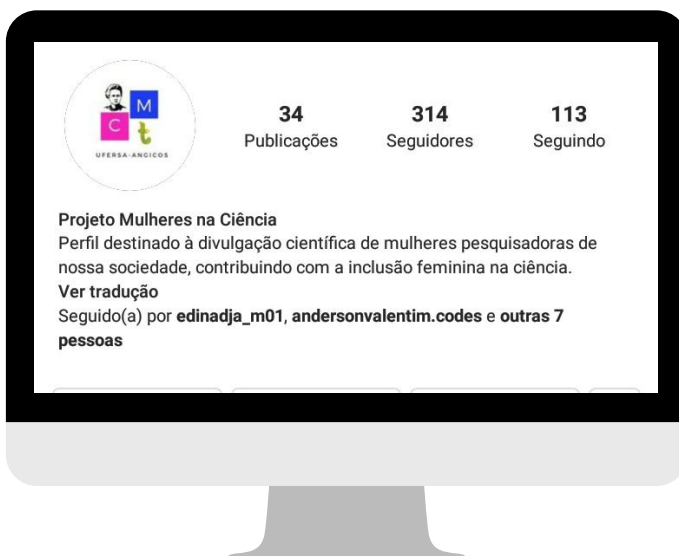 M
C t
UFERSA-ANGICOS
34 314 113
Publicações Seguidores Seguindo
Projeto Mulheres na Ciência
Perfil destinado à divulgação científica de mulheres pesquisadoras de
nossa sociedade, contribuindo com a inclusão feminina na ciência.
Ver tradução
Seguido(a) por edinadja_m01, andersonvalentim.codes e outras 7
pessoas